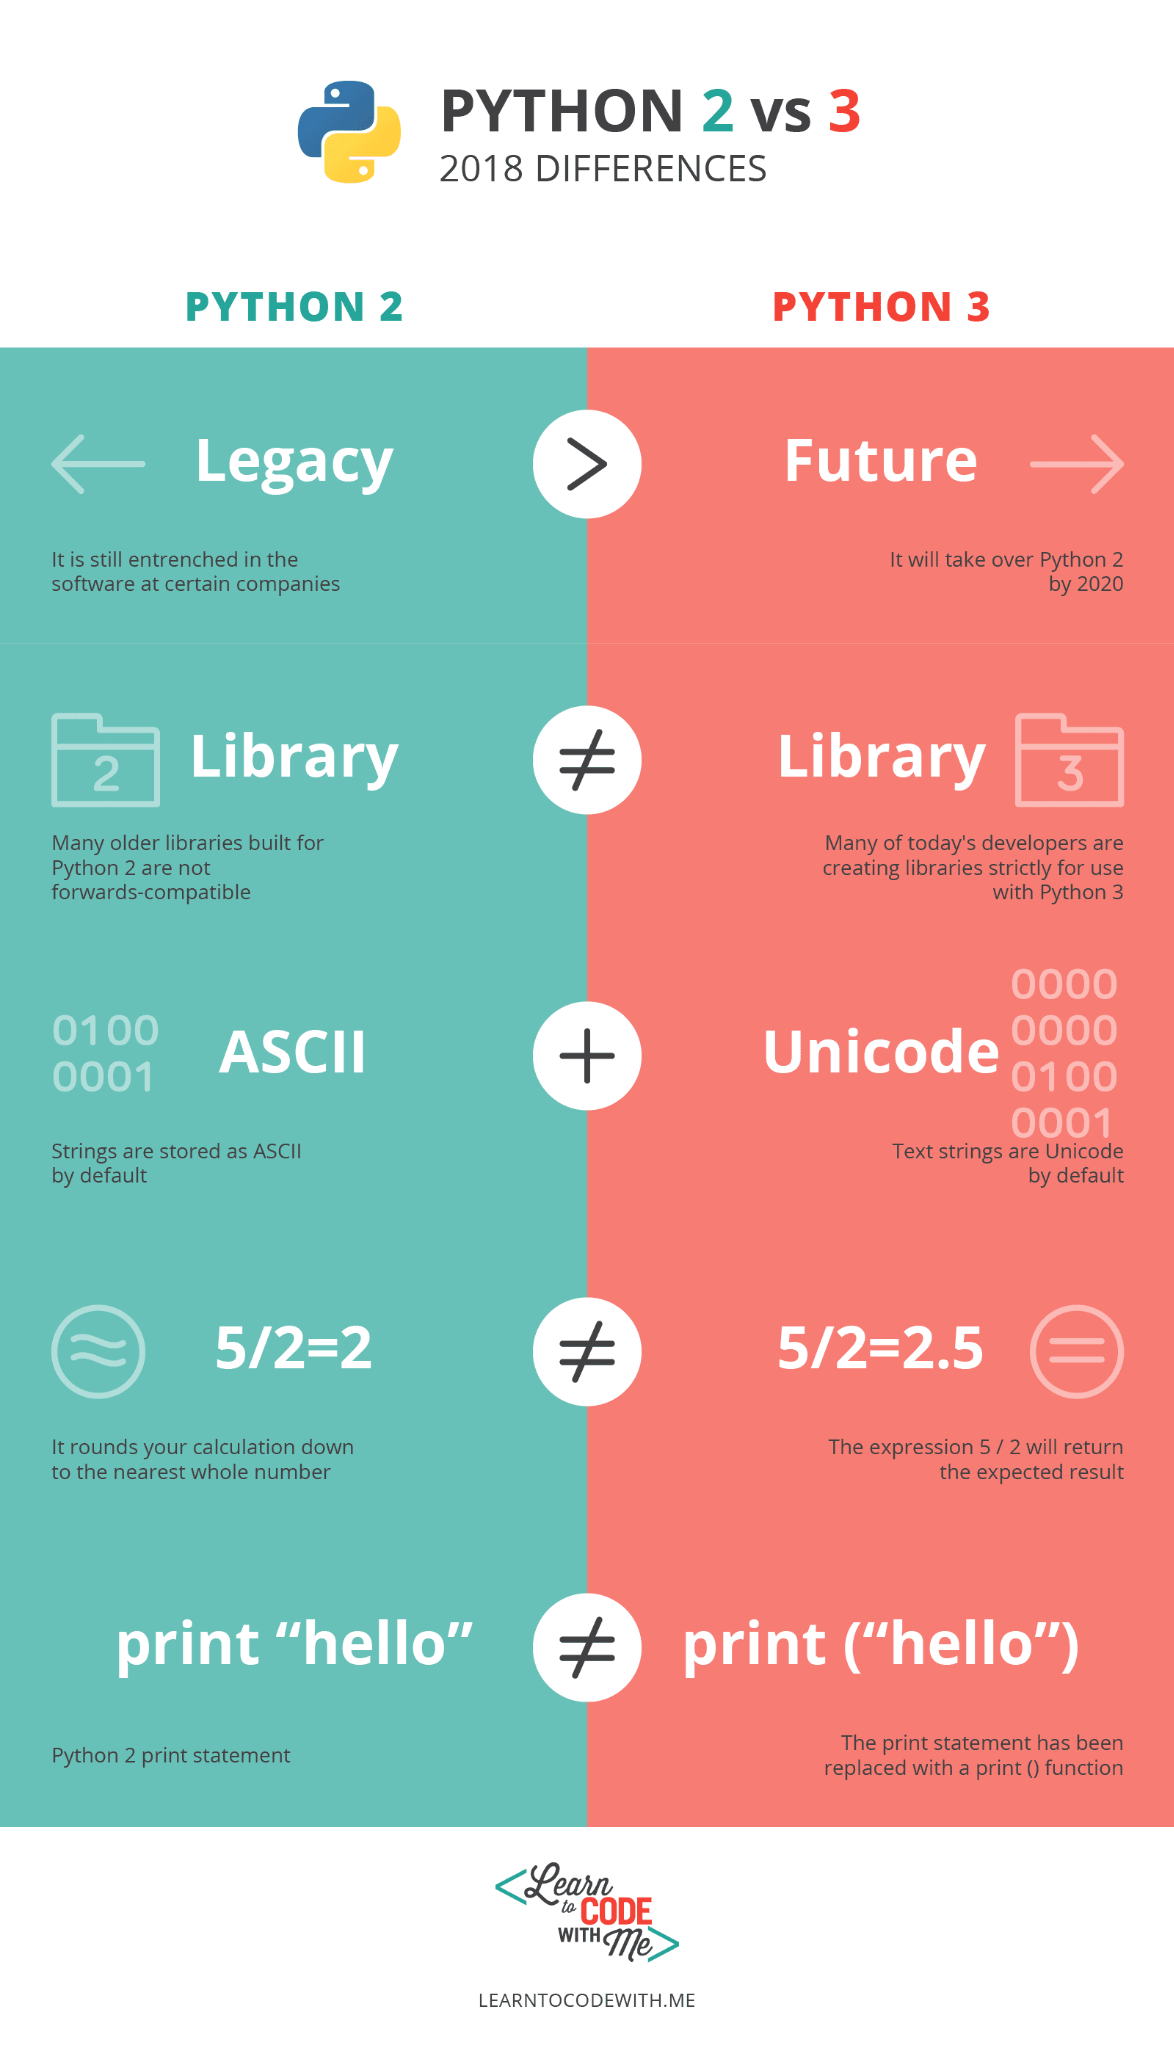 PYTHON 2 vs 3
2018 DIFFERENCES
PYTHON 2
PYTHON 3
Legacy
>
Future
It is still entrenched in the
software at certain companies
It will take over Python 2
by 2020
2
Library
≠
Library
3
Many older libraries built for
Python 2 are not
forwards-compatible
Many of today's developers are
creating libraries strictly for use
with Python 3
0100
0001
ASCII
+
Unicode
0000
0000
0100
0001
Strings are stored as ASCII
by default
Text strings are Unicode
by default
≈
5/2=2
≠
5/2=2.5
=
It rounds your calculation down
to the nearest whole number
The expression 5 / 2 will return
the expected result
print “hello”
≠
print (“hello”)
Python 2 print statement
The print statement has been
replaced with a print () function
<Learn
to CODE
WITH Me>
LEARNTOCODEWITH.ME